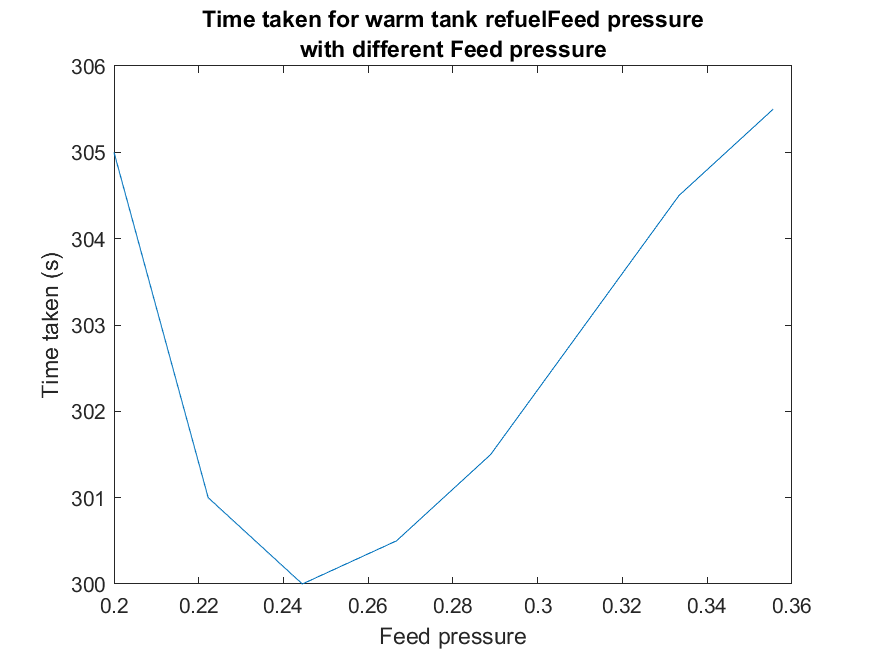 Time taken for warm tank refuelFeed pressure
with different Feed pressure
306
305
304
303
302
301
300
Time taken (s)
0.2 0.22 0.24 0.26 0.28 0.3 0.32 0.34 0.36
Feed pressure